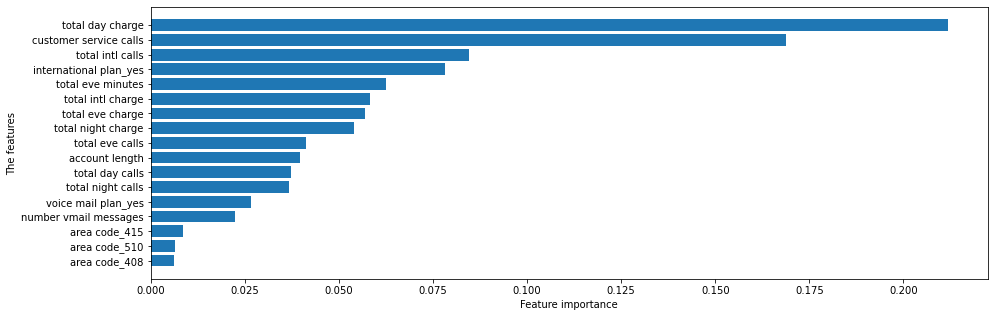 The features
total day charge
customer service calls
total intl calls
international plan_yes
total eve minutes
total intl charge
total eve charge
total night charge
total eve calls
account length
total day calls
total night calls
voice mail plan_yes
number vmail messages
area code_415
area code_510
area code_408
0.000 0.025 0.050 0.075 0.100 0.125 0.150 0.175 0.200
Feature importance